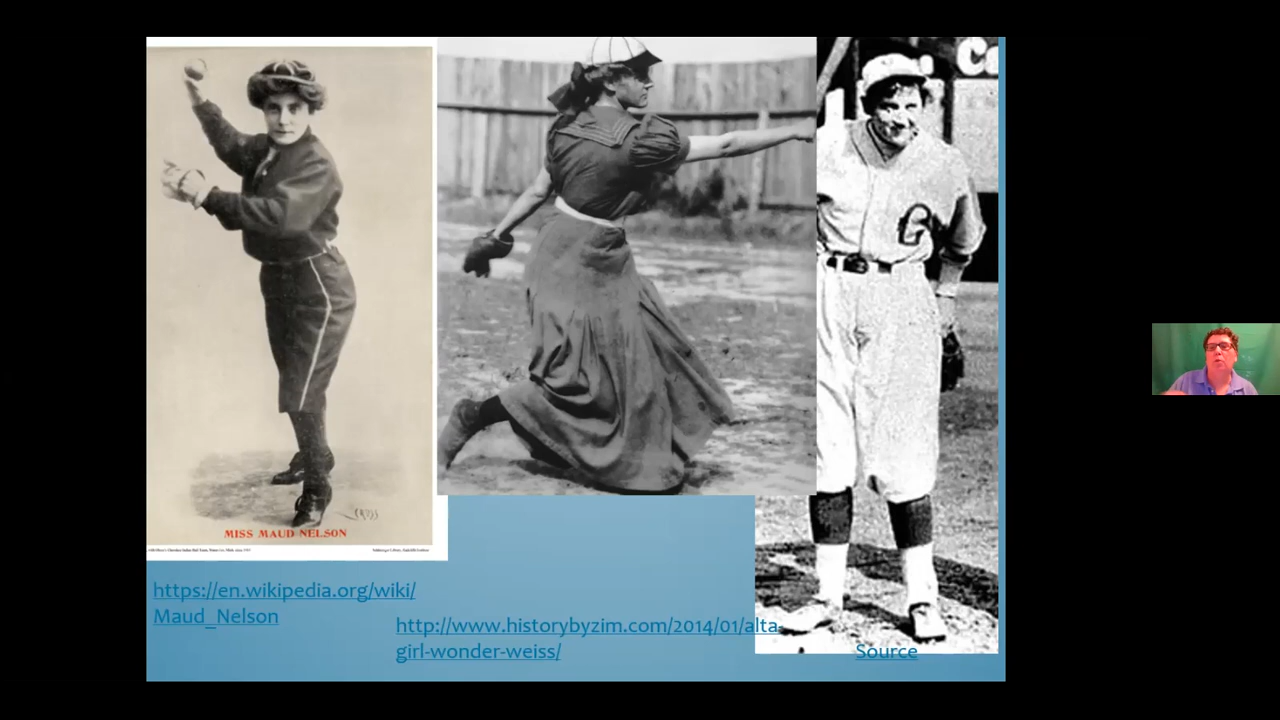 C
C
MISS MAUD NELSON
https://en.wikipedia.org/wiki/
Maud_Nelson
http://www.historybyzim.com/2014/01/alta-
girl-wonder-weiss/
Source